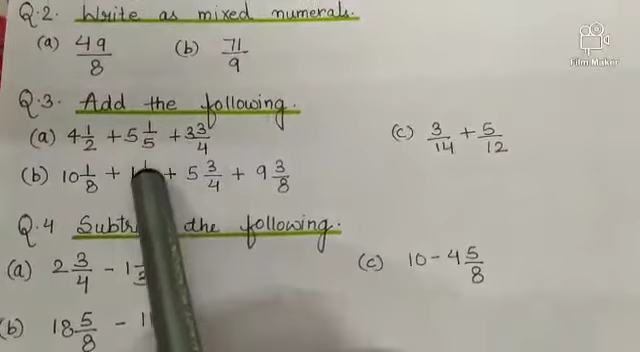 Q.2. Write as mixed numerals.
(a) 49/8 (b) 71/9
Q.3. Add the following.
(a) 4 1/2 + 5 1/5 + 3 3/4 (c) 3/14 + 5/12
(b) 10 1/8 + 1 + 5 3/4 + 9 3/8
Q.4 Subtr the following.
(a) 2 3/4 - 1 (c) 10 - 4 5/8
(b) 18 5/8 -
Film Maker